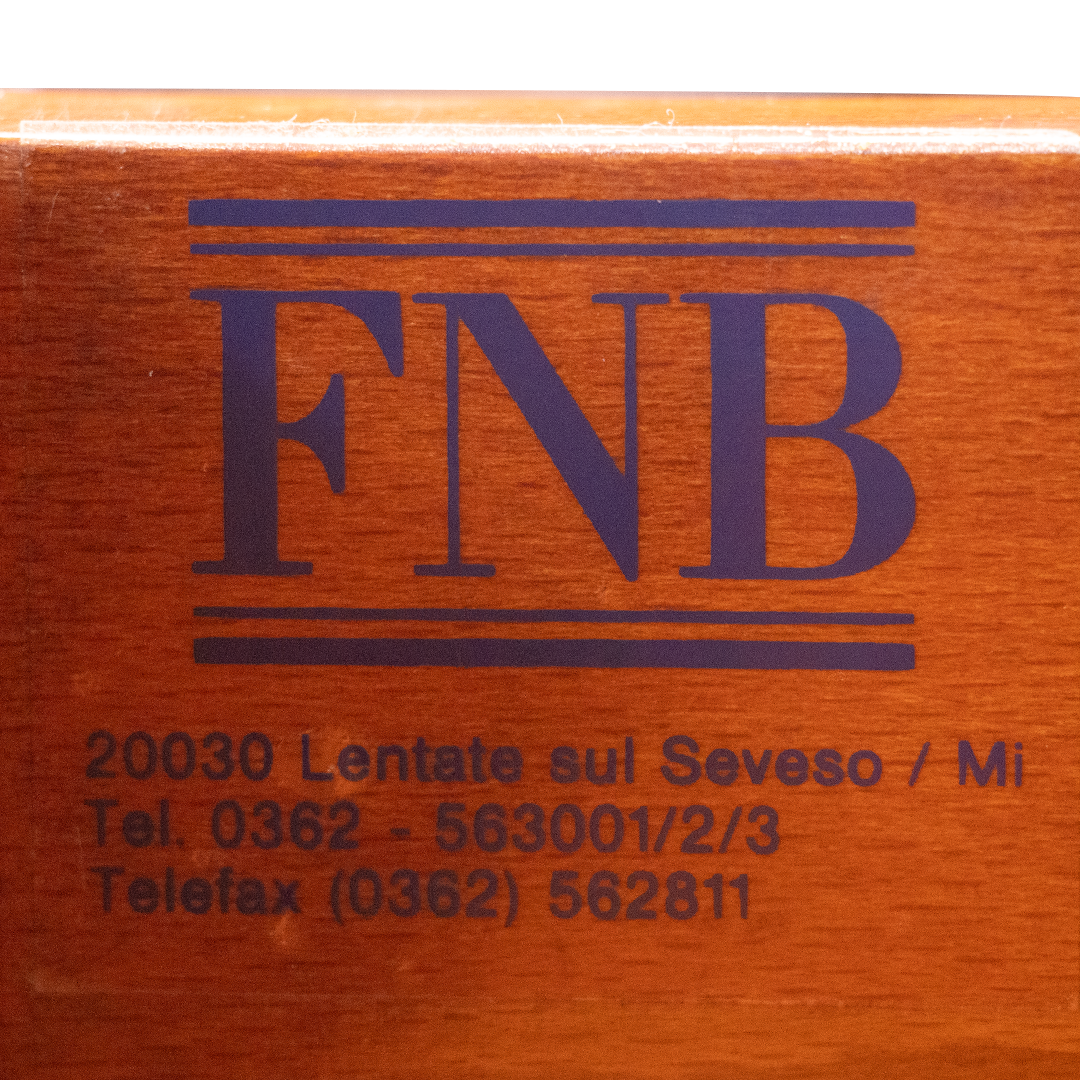 FNB
20030 Lentate sul Seveso / Mi
Tel. 0362 - 563001/2/3
Telefax (0362) 562811